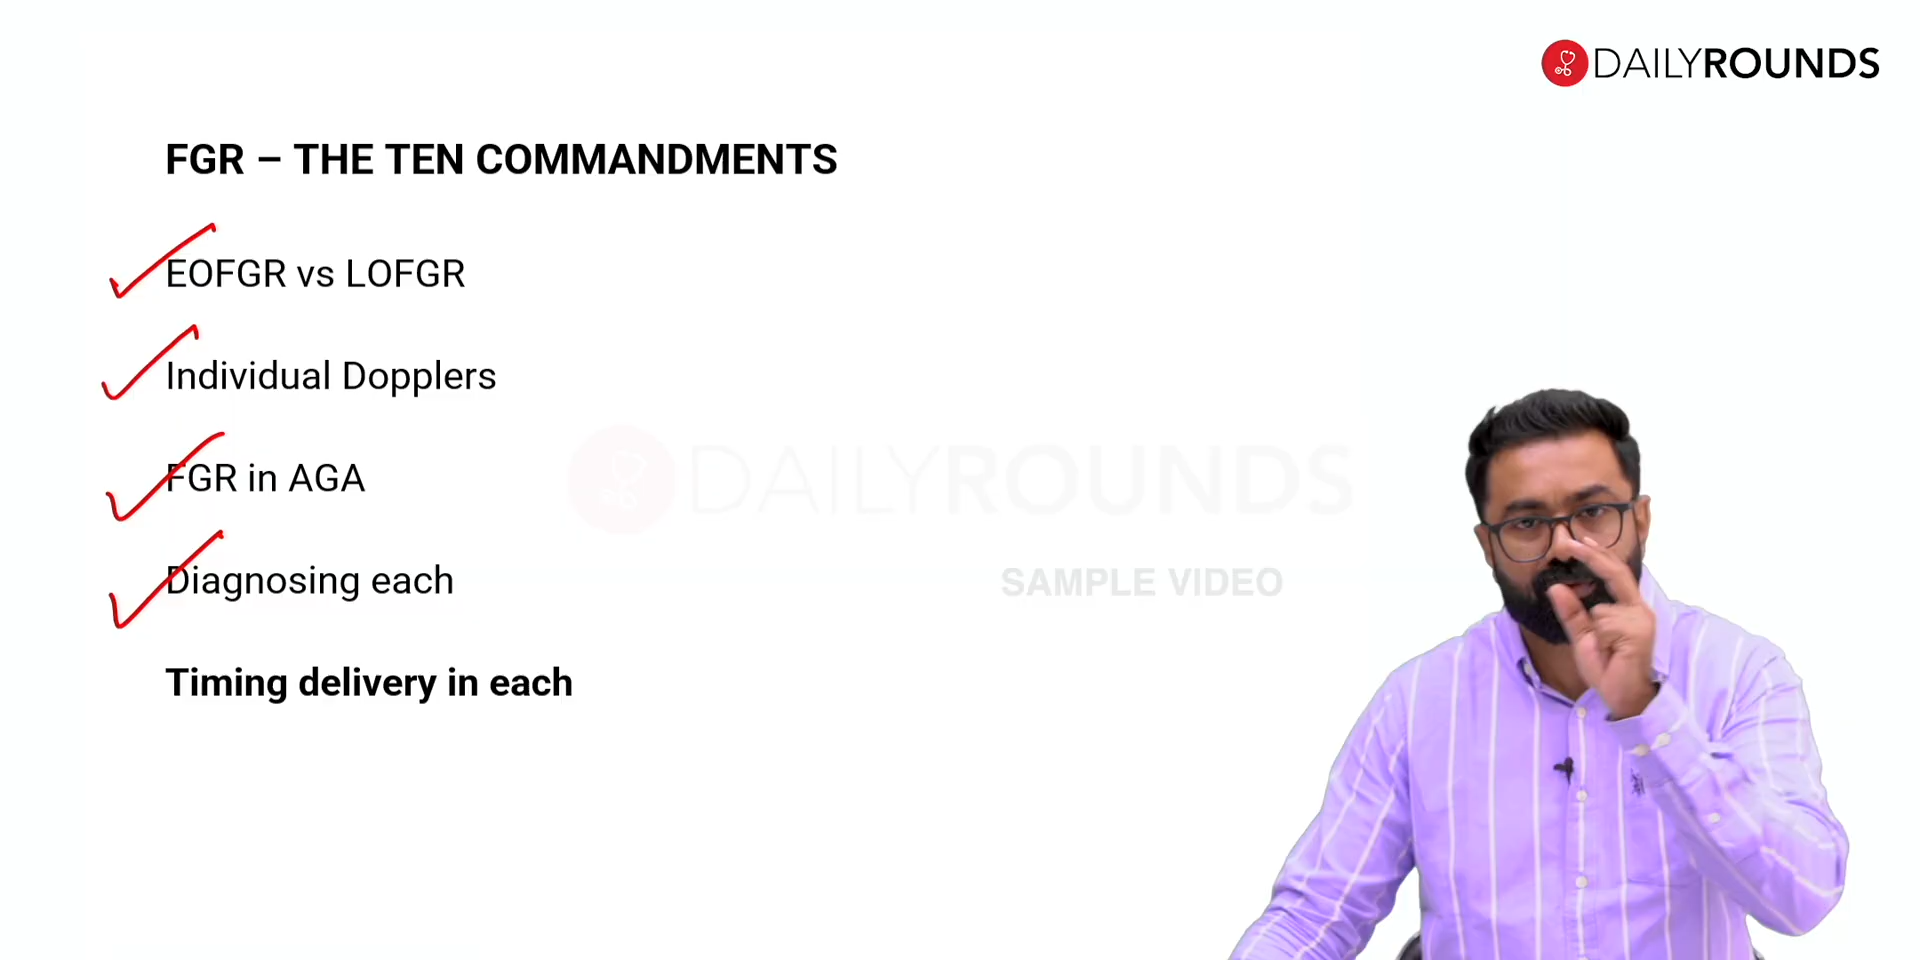 DAILYROUNDS
FGR – THE TEN COMMANDMENTS
EOFGR vs LOFGR
Individual Dopplers
FGR in AGA
DAILYROUNDS
Diagnosing each
SAMPLE VIDEO
Timing delivery in each